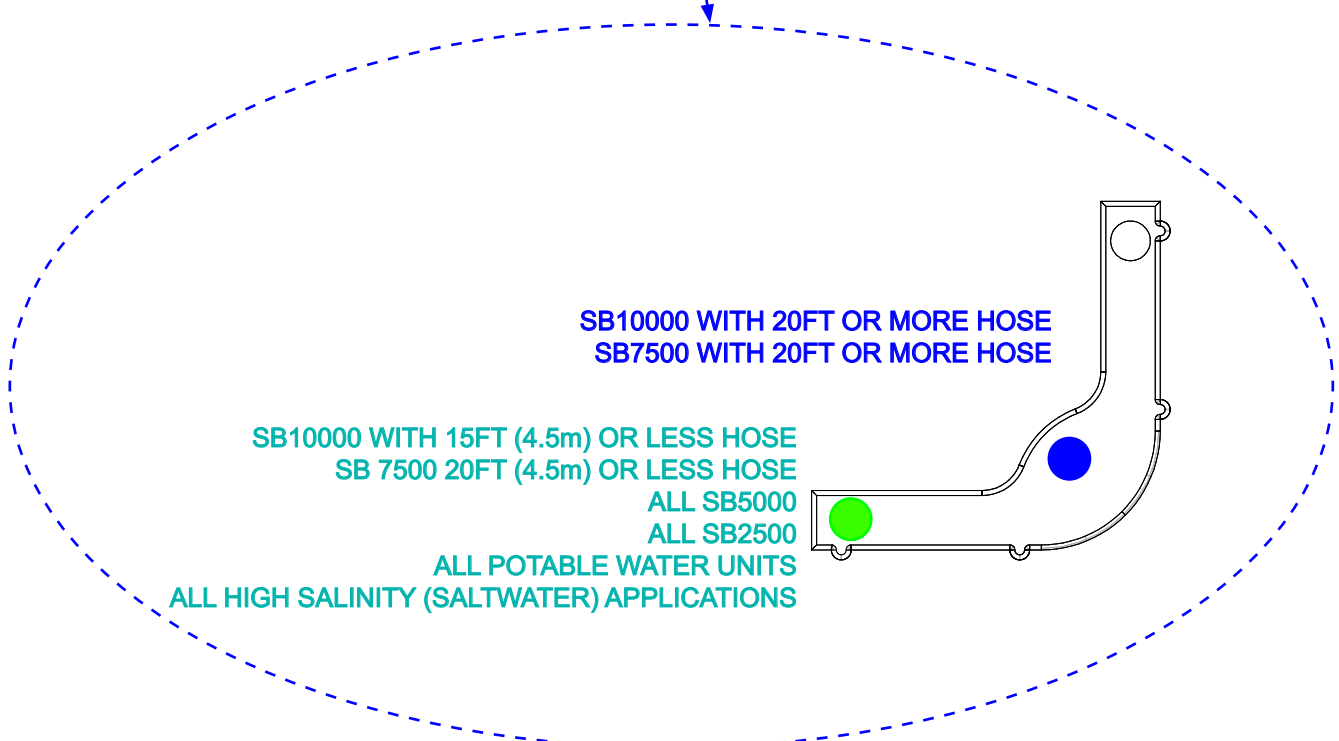 SB10000 WITH 20FT OR MORE HOSE
SB7500 WITH 20FT OR MORE HOSE
SB10000 WITH 15FT (4.5m) OR LESS HOSE
SB 7500 20FT (4.5m) OR LESS HOSE
ALL SB5000
ALL SB2500
ALL POTABLE WATER UNITS
ALL HIGH SALINITY (SALTWATER) APPLICATIONS